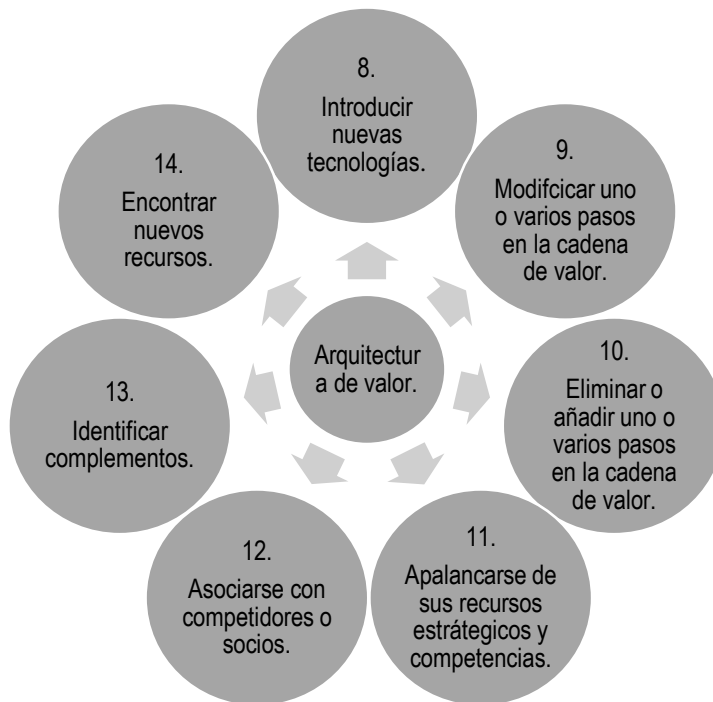 8.
Introducir
nuevas
tecnologías.
9.
Modifcicar uno
o varios pasos
en la cadena
de valor.
10.
Eliminar o
añadir uno o
varios pasos
en la cadena
de valor.
11.
Apalancarse de
sus recursos
estrátegicos y
competencias.
12.
Asociarse con
competidores o
socios.
13.
Identificar
complementos.
14.
Encontrar
nuevos
recursos.
Arquitectur
a de valor.